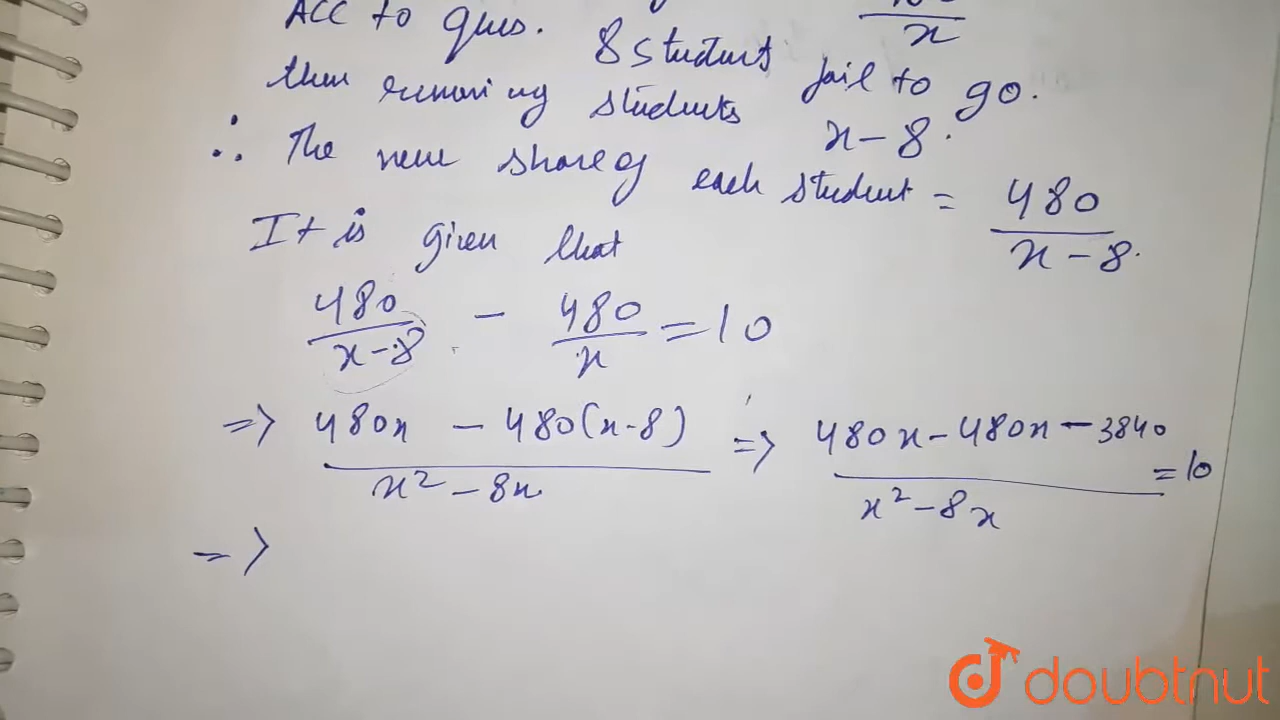 ACC to ques. 8 student fail to go. x
then remaining students x-8.
∴ The new share of each student = 480/(x-8).
It is given that
480/(x-8) - 480/x = 10
=> (480x - 480(x-8))/(x²-8x) => (480x-480x-3840)/(x²-8x) = 10
=>
doubtnut